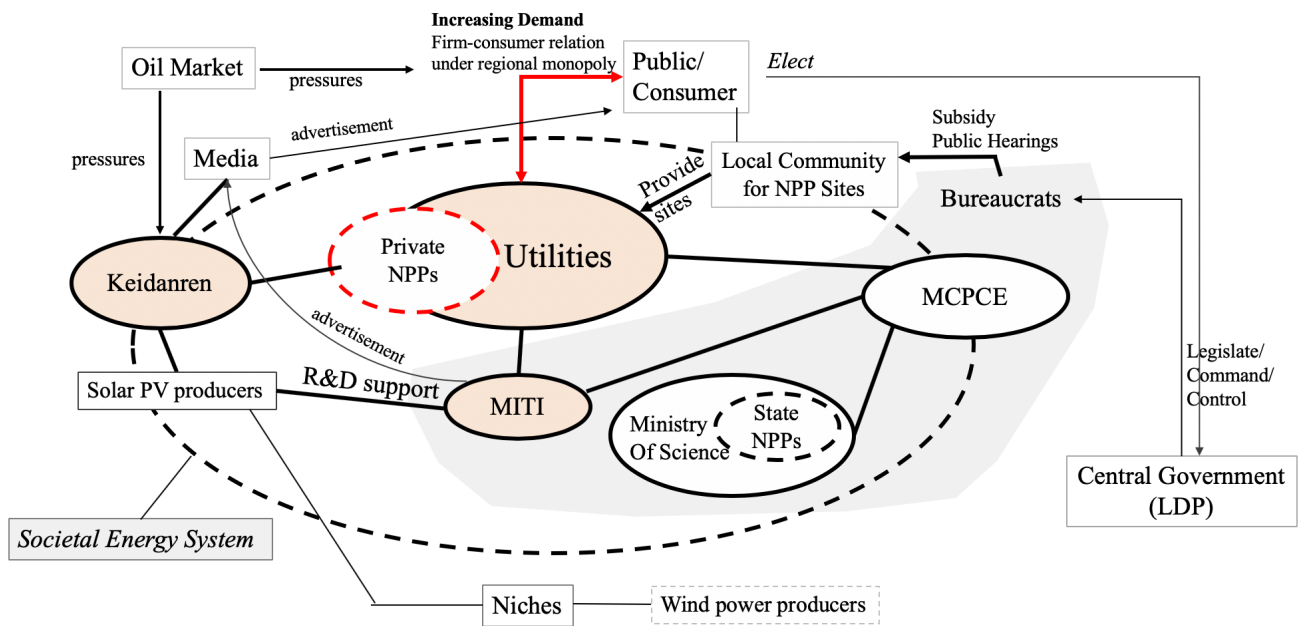 Increasing Demand
Firm-consumer relation
under regional monopoly
Oil Market
pressures
Public/
Consumer
Elect
advertisement
Subsidy
Public Hearings
pressures
Media
Local Community
for NPP Sites
Provide
sites
Bureaucrats
Private
NPPs
Utilities
Keidanren
MCPCE
advertisement
Legislate/
Command/
Control
R&D support
Solar PV producers
MITI
Ministry
Of Science
State
NPPs
Central Government
(LDP)
Societal Energy System
Niches
Wind power producers